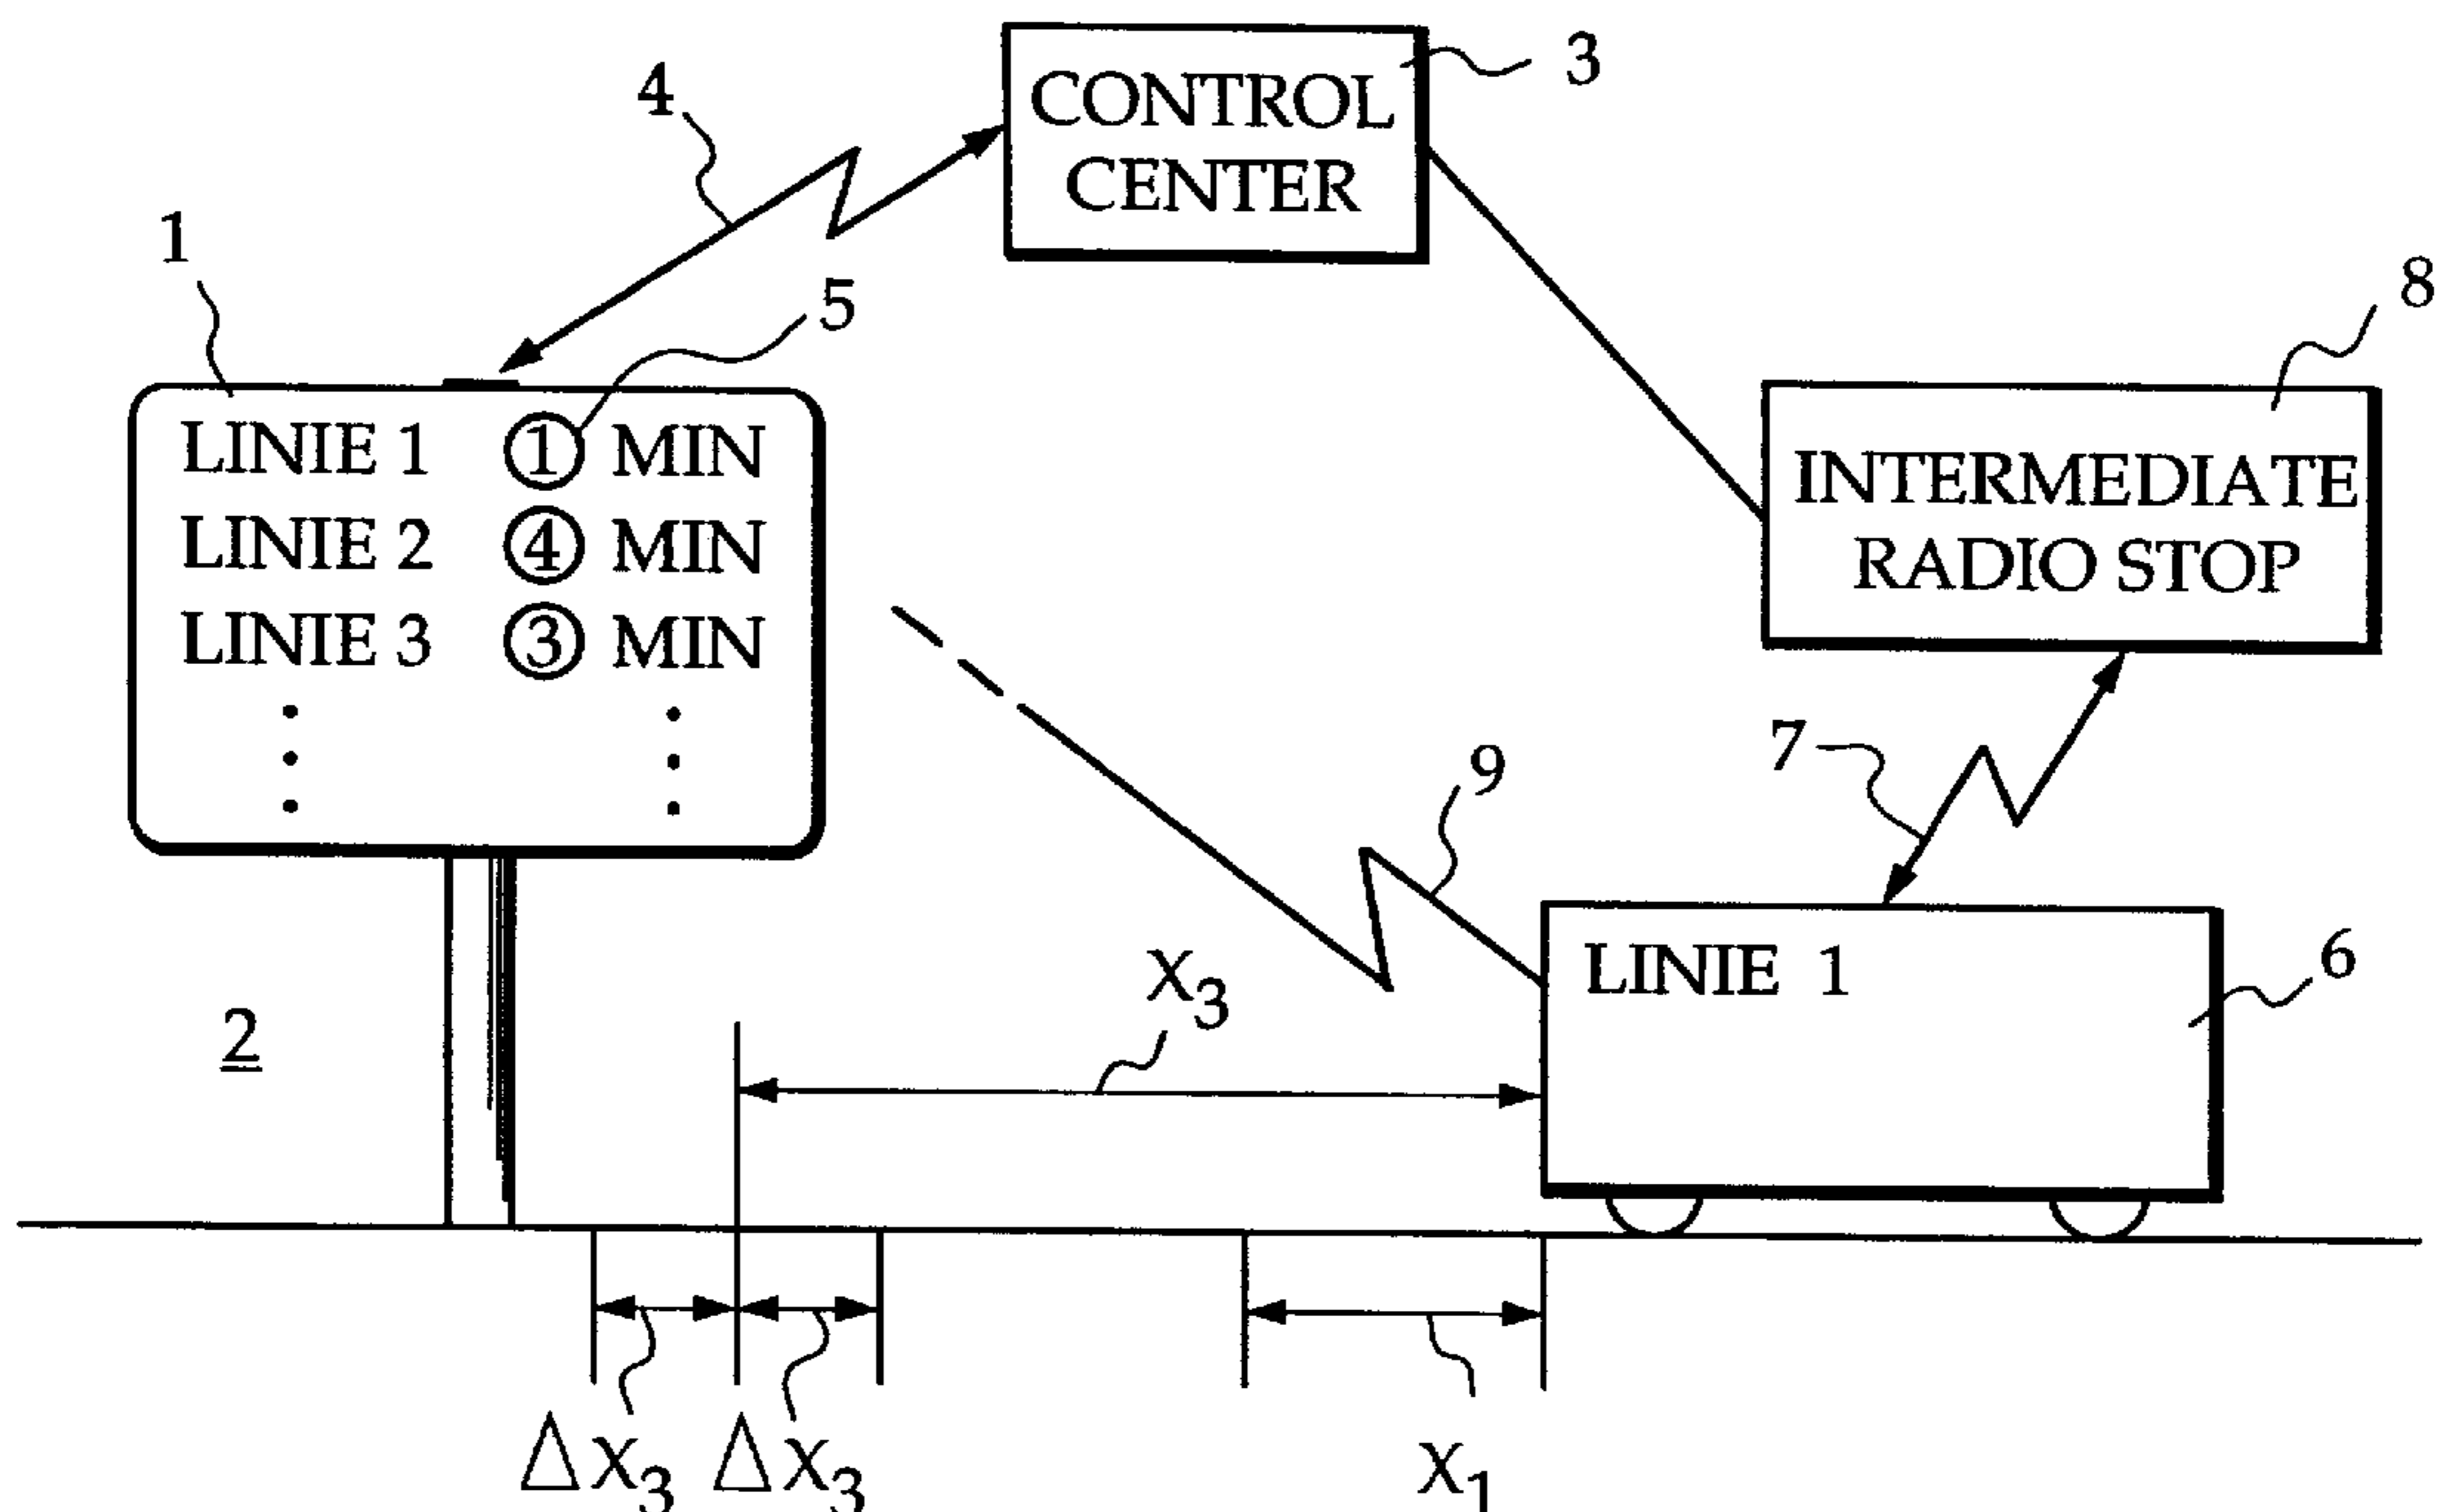 CONTROL
CENTER
3
4
1
5
8
LINIE 1 ① MIN
LINIE 2 ④ MIN
LINIE 3 ③ MIN
INTERMEDIATE
RADIO STOP
7
9
X₃
LINIE 1
6
2
Δx₃ Δx₃ x₁